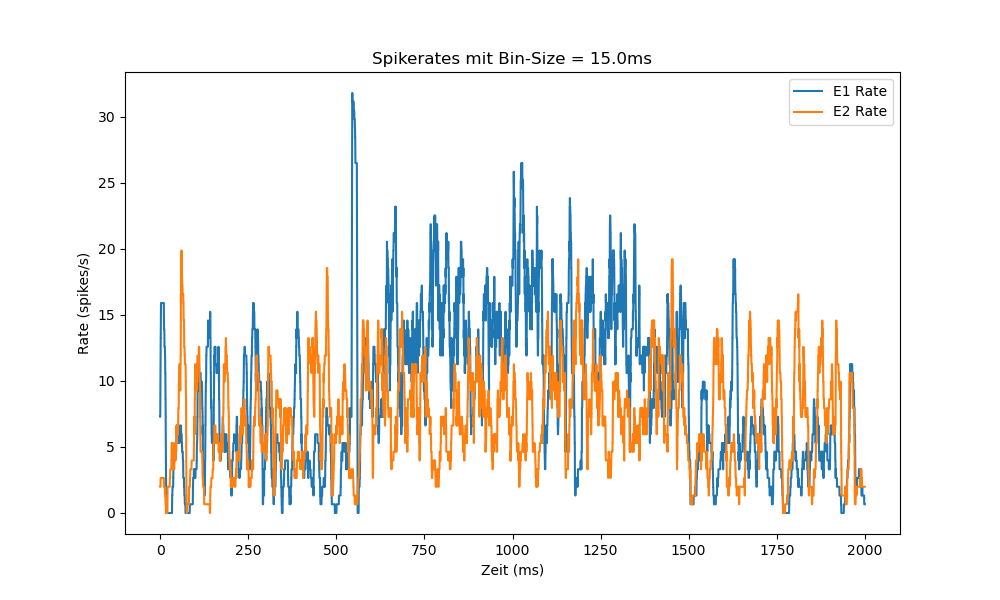 Spikerates mit Bin-Size = 15.0ms
E1 Rate
E2 Rate
Rate (spikes/s)
30
25
20
15
10
5
0
0 250 500 750 1000 1250 1500 1750 2000
Zeit (ms)